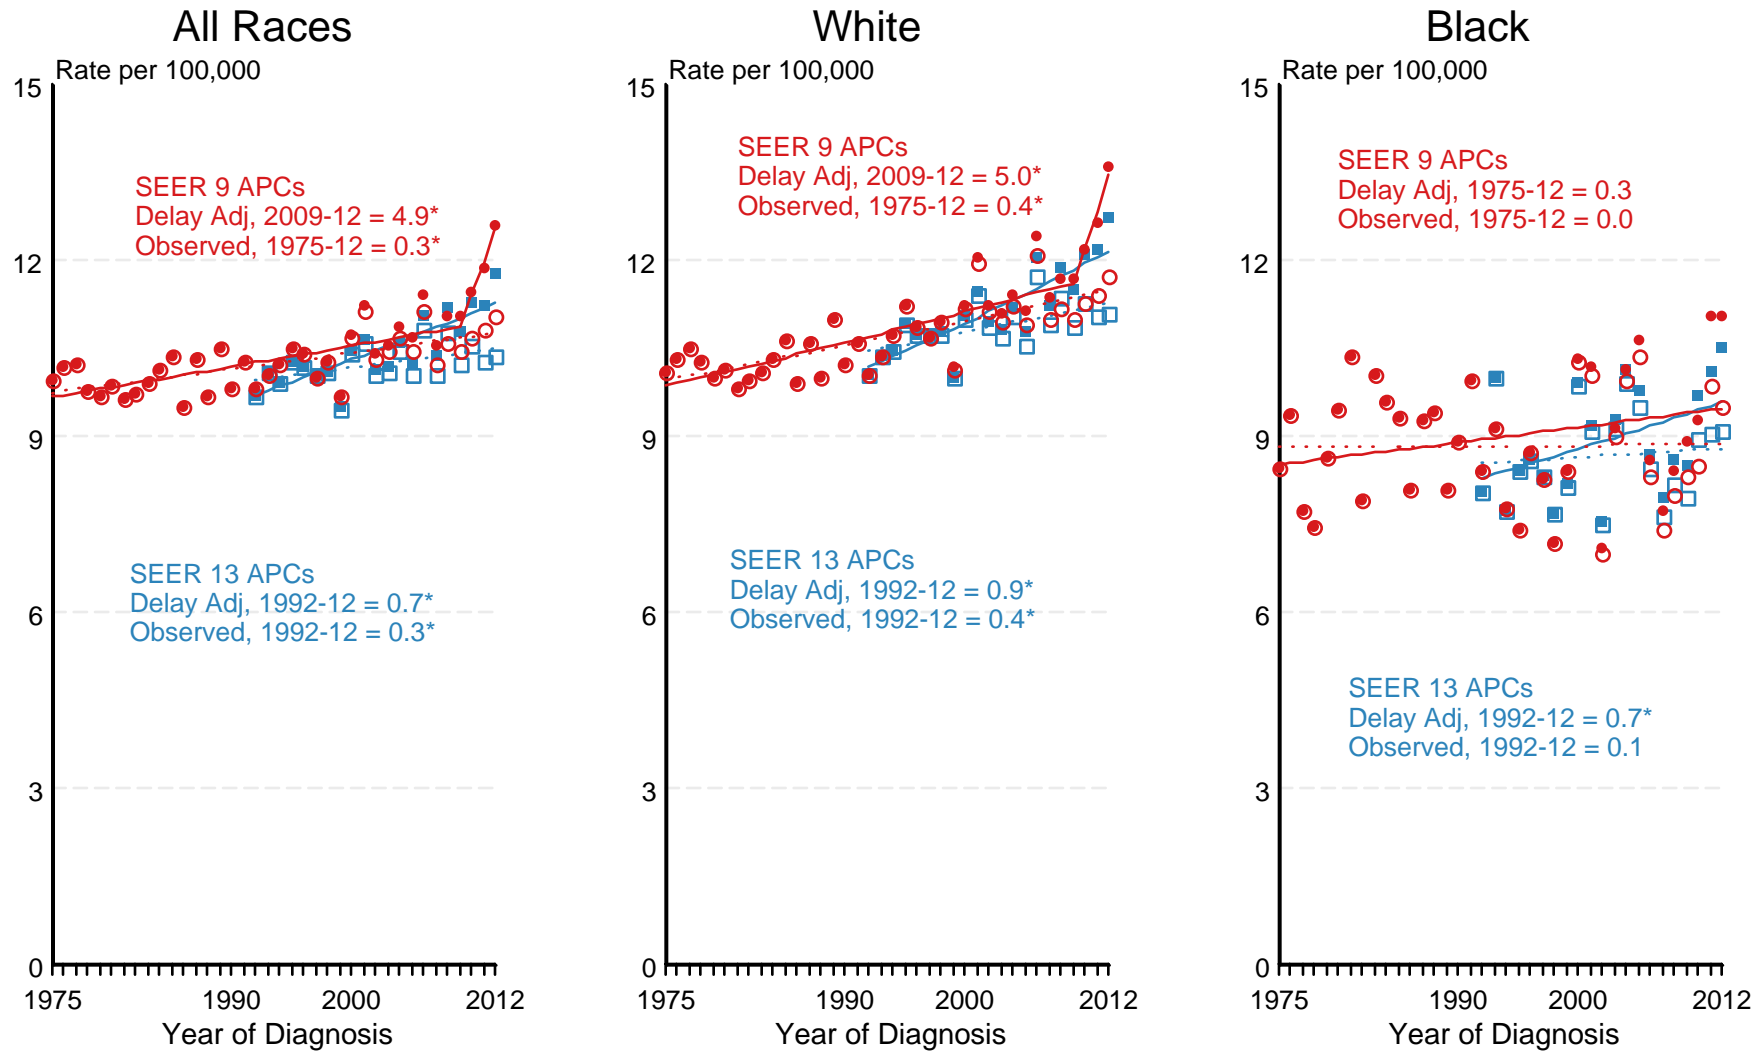 All Races
Rate per 100,000
15
12
9
6
3
0
SEER 9 APCs
Delay Adj, 2009-12 = 4.9*
Observed, 1975-12 = 0.3*
SEER 13 APCs
Delay Adj, 1992-12 = 0.7*
Observed, 1992-12 = 0.3*
1975 1990 2000 2012
Year of Diagnosis
White
Rate per 100,000
15
12
9
6
3
0
SEER 9 APCs
Delay Adj, 2009-12 = 5.0*
Observed, 1975-12 = 0.4*
SEER 13 APCs
Delay Adj, 1992-12 = 0.9*
Observed, 1992-12 = 0.4*
1975 1990 2000 2012
Year of Diagnosis
Black
Rate per 100,000
15
12
9
6
3
0
SEER 9 APCs
Delay Adj, 1975-12 = 0.3
Observed, 1975-12 = 0.0
SEER 13 APCs
Delay Adj, 1992-12 = 0.7*
Observed, 1992-12 = 0.1
1975 1990 2000 2012
Year of Diagnosis